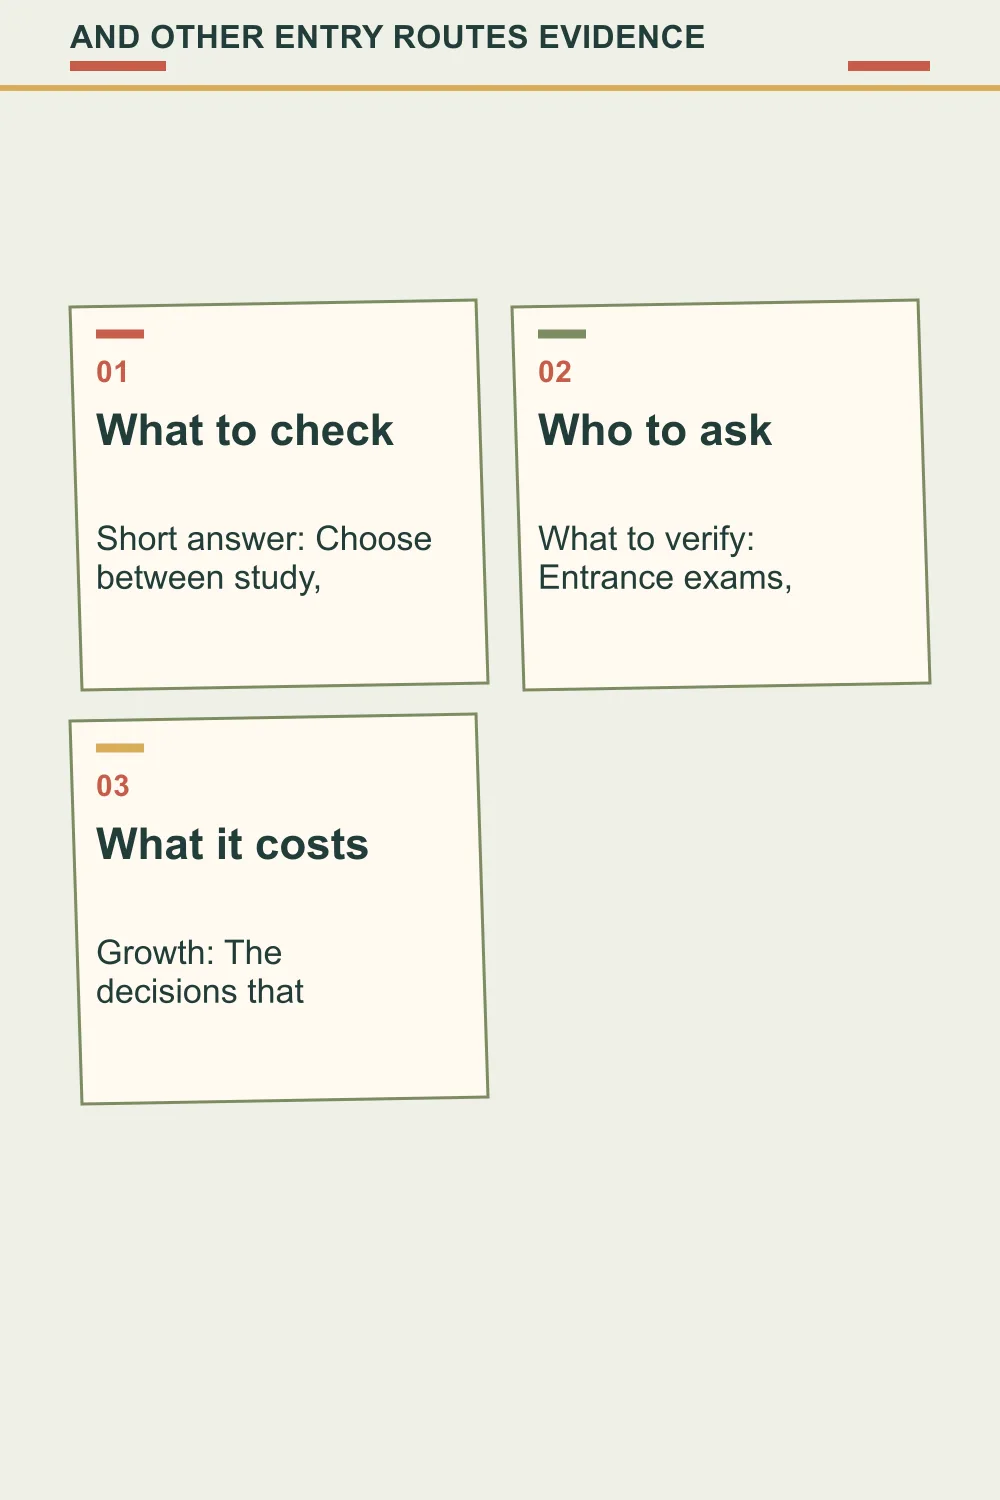 AND OTHER ENTRY ROUTES EVIDENCE
01
What to check
Short answer: Choose
between study,
02
Who to ask
What to verify:
Entrance exams,
03
What it costs
Growth: The
decisions that